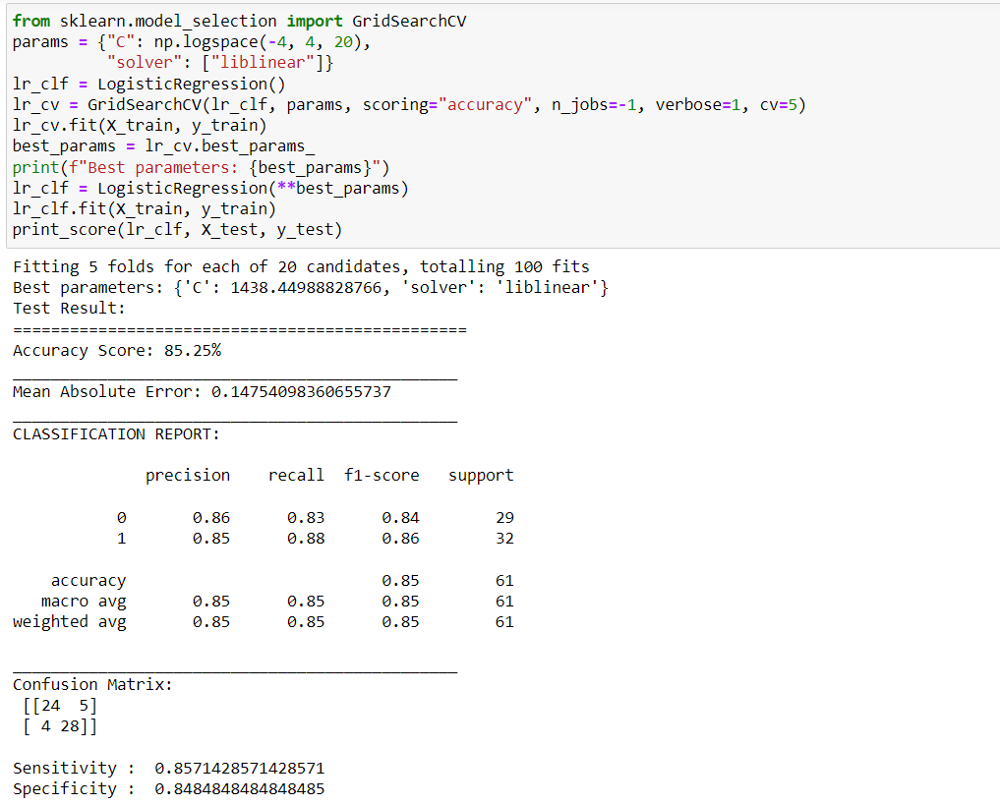 from sklearn.model_selection import GridSearchCV
params = {"C": np.logspace(-4, 4, 20),
          "solver": ["liblinear"]}
lr_clf = LogisticRegression()
lr_cv = GridSearchCV(lr_clf, params, scoring="accuracy", n_jobs=-1, verbose=1, cv=5)
lr_cv.fit(X_train, y_train)
best_params = lr_cv.best_params_
print(f"Best parameters: {best_params}")
lr_clf = LogisticRegression(**best_params)
lr_clf.fit(X_train, y_train)
print_score(lr_clf, X_test, y_test)
Fitting 5 folds for each of 20 candidates, totalling 100 fits
Best parameters: {'C': 1438.44988828766, 'solver': 'liblinear'}
Test Result:
================================================
Accuracy Score: 85.25%
_______________________________________________
Mean Absolute Error: 0.14754098360655737
_______________________________________________
CLASSIFICATION REPORT:
              precision    recall  f1-score   support
           0       0.86      0.83      0.84        29
           1       0.85      0.88      0.86        32
    accuracy                           0.85        61
   macro avg       0.85      0.85      0.85        61
weighted avg       0.85      0.85      0.85        61
_______________________________________________
Confusion Matrix:
 [[24  5]
 [ 4 28]]
Sensitivity :  0.8571428571428571
Specificity :  0.8484848484848485